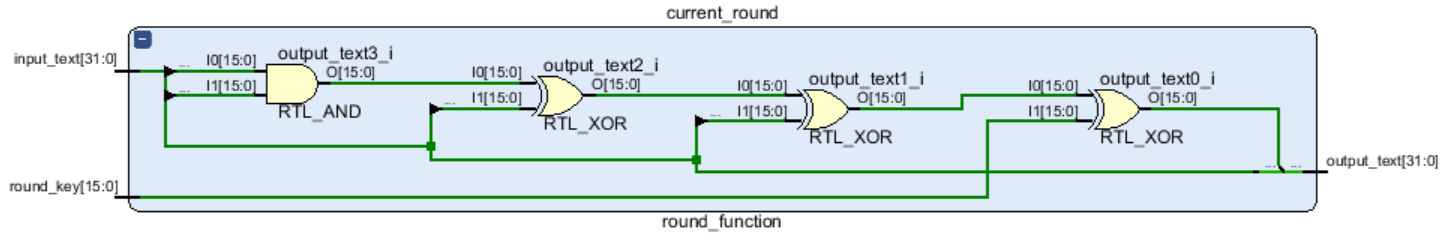 current_round
input_text[31:0]
... I0[15:0]
I1[15:0]
output_text3_i
O[15:0]
RTL_AND
I0[15:0]
... I1[15:0]
output_text2_i
O[15:0]
RTL_XOR
I0[15:0]
... I1[15:0]
output_text1_i
O[15:0]
RTL_XOR
I0[15:0]
I1[15:0]
output_text0_i
O[15:0]
RTL_XOR
... ...
output_text[31:0]
round_key[15:0]
round_function